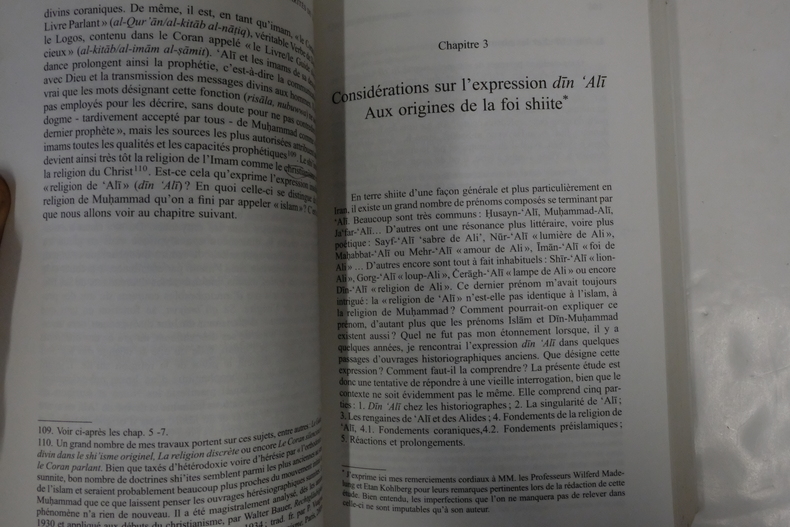 divins coraniques. De même, il est, en tant qu'imam, « le
Livre Parlant » (al-Qur'ān/al-kitāb al-nāṭiq), véritable Verbe de
le Logos, contenu dans le Coran appelé « le Livre/le Guide
cieux » (al-kitāb/al-imām al-ṣāmit). 'Alī et les imams de sa
dance prolongent ainsi la prophétie, c'est-à-dire la
avec Dieu et la transmission des messages divins aux
vrai que les mots désignant cette fonction (risāla, nubuwwa)
pas employés pour les décrire, sans doute pour ne pas
dogme - tardivement accepté par tous - de Muḥammad
dernier prophète », mais les sources les plus autorisées
imams toutes les qualités et les capacités prophétiques109. Le
devient ainsi très tôt la religion de l'Imam comme le
la religion du Christ110. Est-ce cela qu'exprime l'expression
« religion de 'Alī » (dīn 'Alī) ? En quoi celle-ci se distingue
religion de Muḥammad qu'on a fini par appeler « islam » ?
que nous allons voir au chapitre suivant.
109. Voir ci-après les chap. 5 -7.
110. Un grand nombre de mes travaux portent sur ces sujets, entre autres,
divin dans le shi'isme originel, La religion discrète ou encore Le Coran
le Coran parlant. Bien que taxés d'hétérodoxie voire d'hérésie par
sunnite, bon nombre de doctrines shi'ites semblent parmi les plus anciennes
de l'islam et seraient probablement beaucoup plus proches du mouvement
Muḥammad que ce que laissent penser les ouvrages hérésiographiques
phénomène n'a rien de nouveau. Il a été magistralement analysé, dès
1930 et appliqué aux débuts du christianisme, par Walter Bauer,
Chapitre 3
Considérations sur l'expression dīn 'Alī
Aux origines de la foi shiite*
En terre shiite d'une façon générale et plus particulièrement en
Iran, il existe un grand nombre de prénoms composés se terminant par
'Alī. Beaucoup sont très communs : Ḥusayn-'Alī, Muḥammad-Alī,
Ja'far-'Alī… D'autres ont une résonance plus littéraire, voire plus
poétique : Sayf-'Alī 'sabre de Ali', Nūr-'Alī « lumière de Ali »,
Maḥabbat-'Alī ou Mehr-'Alī « amour de Ali », Īmān-'Alī « foi de
Ali » … D'autres encore sont tout à fait inhabituels : Shīr-'Alī « lion-
Ali », Gorg-'Alī « loup-Ali », Čerāgh-'Alī « lampe de Ali » ou encore
Dīn-'Alī « religion de Ali ». Ce dernier prénom m'avait toujours
intrigué : la « religion de 'Alī » n'est-elle pas identique à l'islam, à
la religion de Muḥammad ? Comment pourrait-on expliquer ce
prénom, d'autant plus que les prénoms Islām et Dīn-Muḥammad
existent aussi ? Quel ne fut pas mon étonnement lorsque, il y a
quelques années, je rencontrai l'expression dīn 'Alī dans quelques
passages d'ouvrages historiographiques anciens. Que désigne cette
expression ? Comment faut-il la comprendre ? La présente étude est
donc une tentative de répondre à une vieille interrogation, bien que le
contexte ne soit évidemment pas le même. Elle comprend cinq par-
ties : 1. Dīn 'Alī chez les historiographes ; 2. La singularité de 'Alī ;
3. Les rengaines de 'Alī et des Alides ; 4. Fondements de la religion de
'Alī, 4.1. Fondements coraniques,4.2. Fondements préislamiques ;
5. Réactions et prolongements.
* J'exprime ici mes remerciements cordiaux à MM. les Professeurs Wilferd Made-
lung et Etan Kohlberg pour leurs remarques pertinentes lors de la rédaction de cette
étude. Bien entendu, les imperfections que l'on ne manquera pas de relever dans
celle-ci ne sont imputables qu'à son auteur.